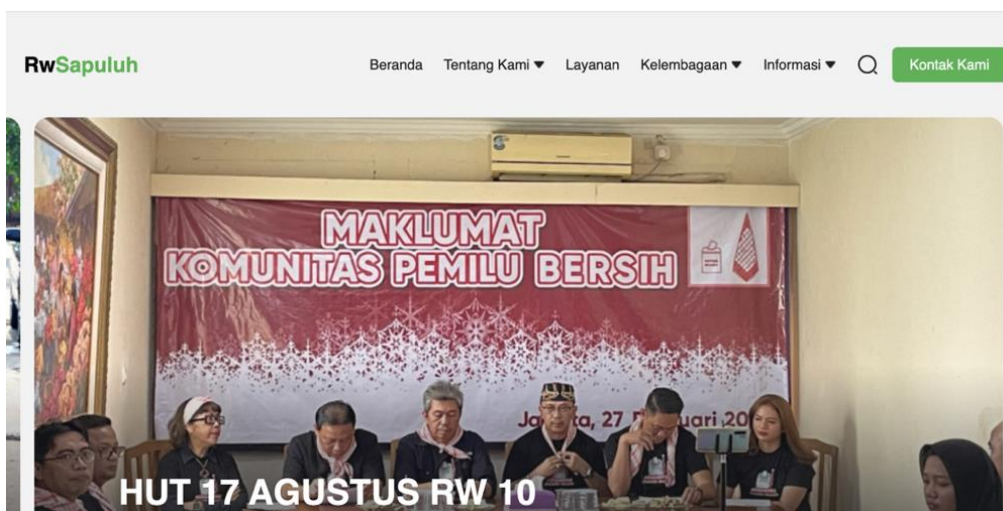 RwSapuluh
Beranda Tentang Kami Layanan Kelembagaan Informasi Kontak Kami
MAKLUMAT
KOMUNITAS PEMILU BERSIH
HUT 17 AGUSTUS RW 10